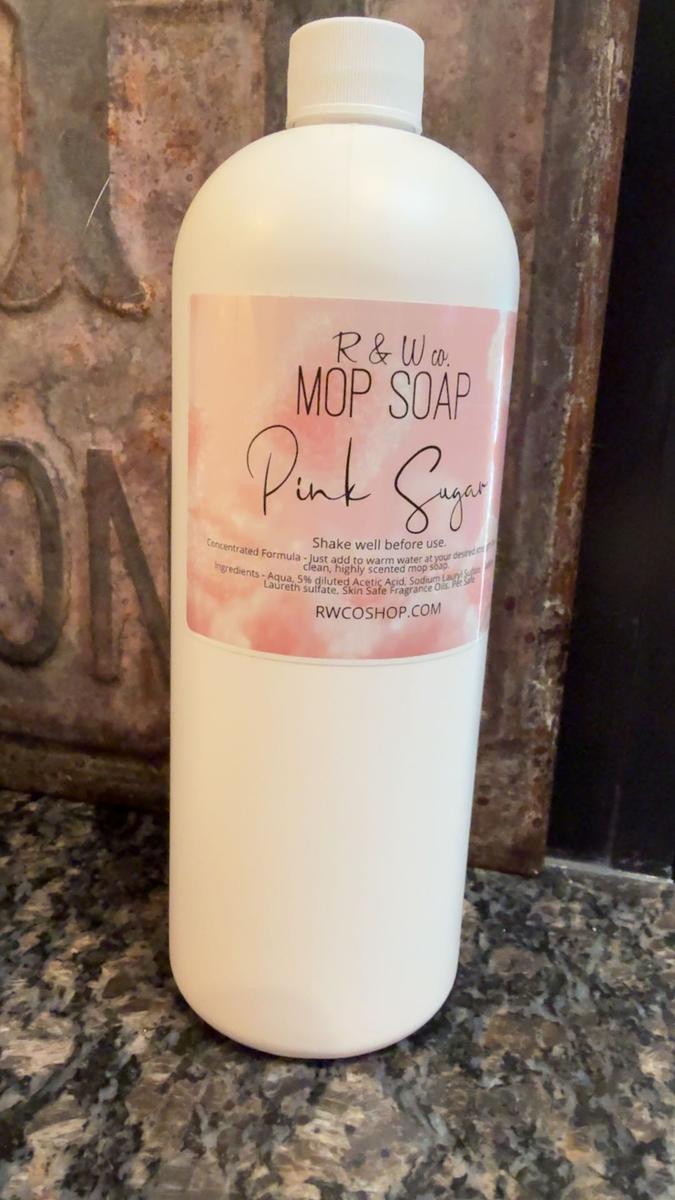 R & W co.
MOP SOAP
Pink Sugar
Shake well before use.
Concentrated Formula - Just add to warm water at your desired
clean, highly scented mop soap.
Ingredients - Aqua, 5% diluted Acetic Acid, Sodium Lauryl
Laureth sulfate, Skin Safe Fragrance Oils. Pet Safe
RWCOSHOP.COM
ON